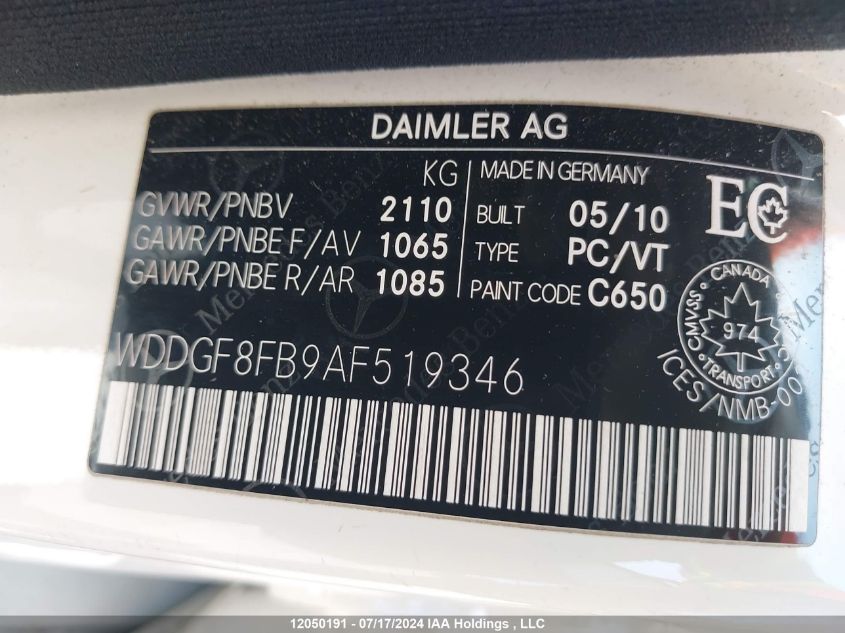 DAIMLER AG
KG
MADE IN GERMANY
GVWR/PNBV 2110
BUILT 05/10
GAWR/PNBE F/AV 1065
TYPE PC/VT
GAWR/PNBE R/AR 1085
PAINT CODE C650
EC
CANADA
CMVSS
974
TRANSPORT
ICES/NMB-00
WDDGF8FB9AF519346
Mercedes-Benz
12050191 - 07/17/2024 IAA Holdings, LLC